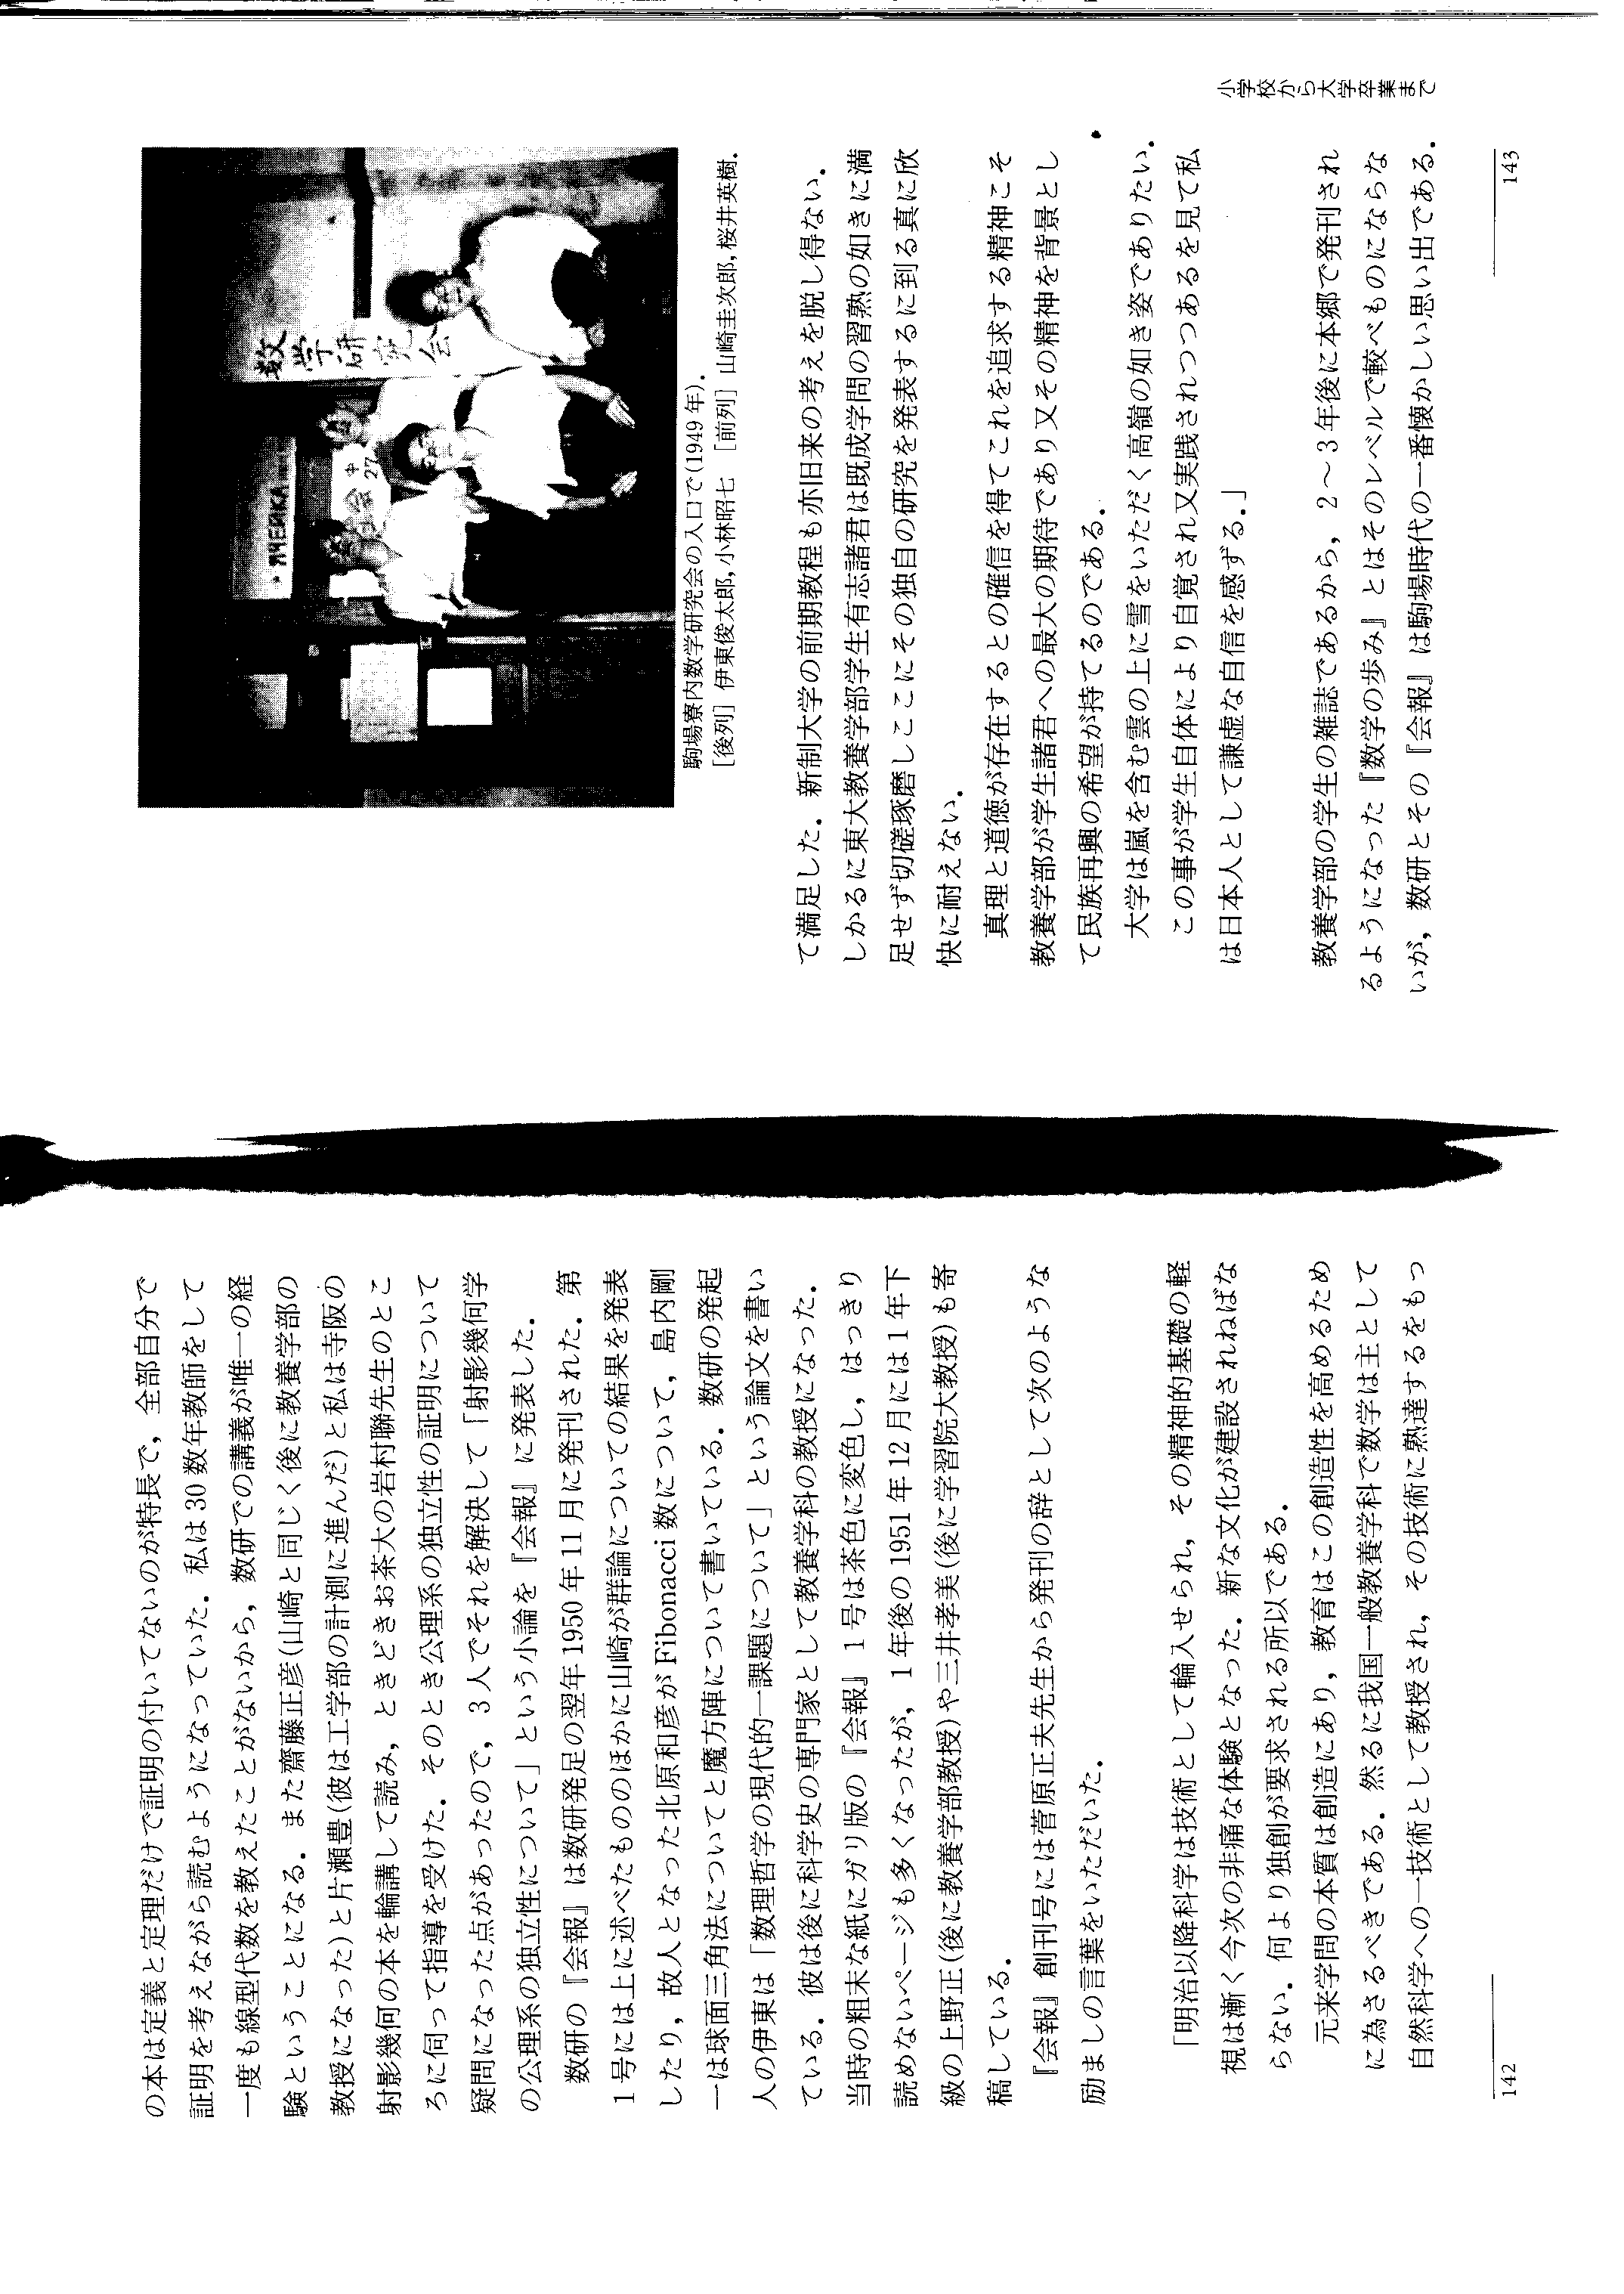 の本は定義と定理だけで証明の付いてないのが特長で，全部自分で
証明を考えながら読むようになっていた．私は30数年教師をして
一度も線型代数を教えたことがないから，数研での講義が唯一の経
験ということになる．また齋藤正彦(山崎と同じく後に教養学部の
教授になった)と片瀬豊(彼は工学部の計測に進んだ)と私は寺阪の
射影幾何の本を輪講して読み，ときどきお茶大の岩村聯先生のとこ
ろに伺って指導を受けた．そのとき公理系の独立性の証明について
疑問になった点があったので，3人でそれを解決して「射影幾何学
の公理系の独立性について」という小論を『会報』に発表した．
数研の『会報』は数研発足の翌年1950年11月に発刊された．第
1号には上に述べたもののほかに山崎が群論についての結果を発表
したり，故人となった北原和彦がFibonacci数について，島内剛
一は球面三角法についてと魔方陣について書いている．数研の発起
人の伊東は「数理哲学の現代的一課題について」という論文を書い
ている．彼は後に科学史の専門家として教養学科の教授になった．
当時の粗末な紙にガリ版の『会報』1号は茶色に変色し，はっきり
読めないページも多くなったが，1年後の1951年12月には1年下
級の上野正(後に教養学部教授)や三井孝美(後に学習院大教授)も寄
稿している．
『会報』創刊号には菅原正夫先生から発刊の辞として次のような
励ましの言葉をいただいた．
「明治以降科学は技術として輸入せられ，その精神的基礎の軽
視は漸く今次の非痛な体験となった．新な文化が建設されねばな
らない．何より独創が要求される所以である．
元来学問の本質は創造にあり，教育はこの創造性を高めるため
に為さるべきである．然るに我国一般教養学科で数学は主として
自然科学への一技術として教授され，その技術に熟達するをもっ
142
数学研究会
駒場寮内数学研究会の入口で(1949年)．
［後列］伊東俊太郎,小林昭七 ［前列］山崎圭次郎,桜井英樹．
て満足した．新制大学の前期教程も亦旧来の考えを脱し得ない．
しかるに東大教養学部学生有志諸君は既成学問の習熟の如きに満
足せず切磋琢磨しここにその独自の研究を発表するに到る真に欣
快に耐えない．
真理と道徳が存在するとの確信を得てこれを追求する精神こそ
教養学部が学生諸君への最大の期待であり又その精神を背景とし
て民族再興の希望が持てるのである．
大学は嵐を含む雲の上に雪をいただく高嶺の如き姿でありたい．
この事が学生自体により自覚され又実践されつつあるを見て私
は日本人として謙虚な自信を感ずる．」
教養学部の学生の雑誌であるから，2〜3年後に本郷で発刊され
るようになった『数学の歩み』とはそのレベルで較べものにならな
いが，数研とその『会報』は駒場時代の一番懐かしい思い出である．
小学校から大学卒業まで
143